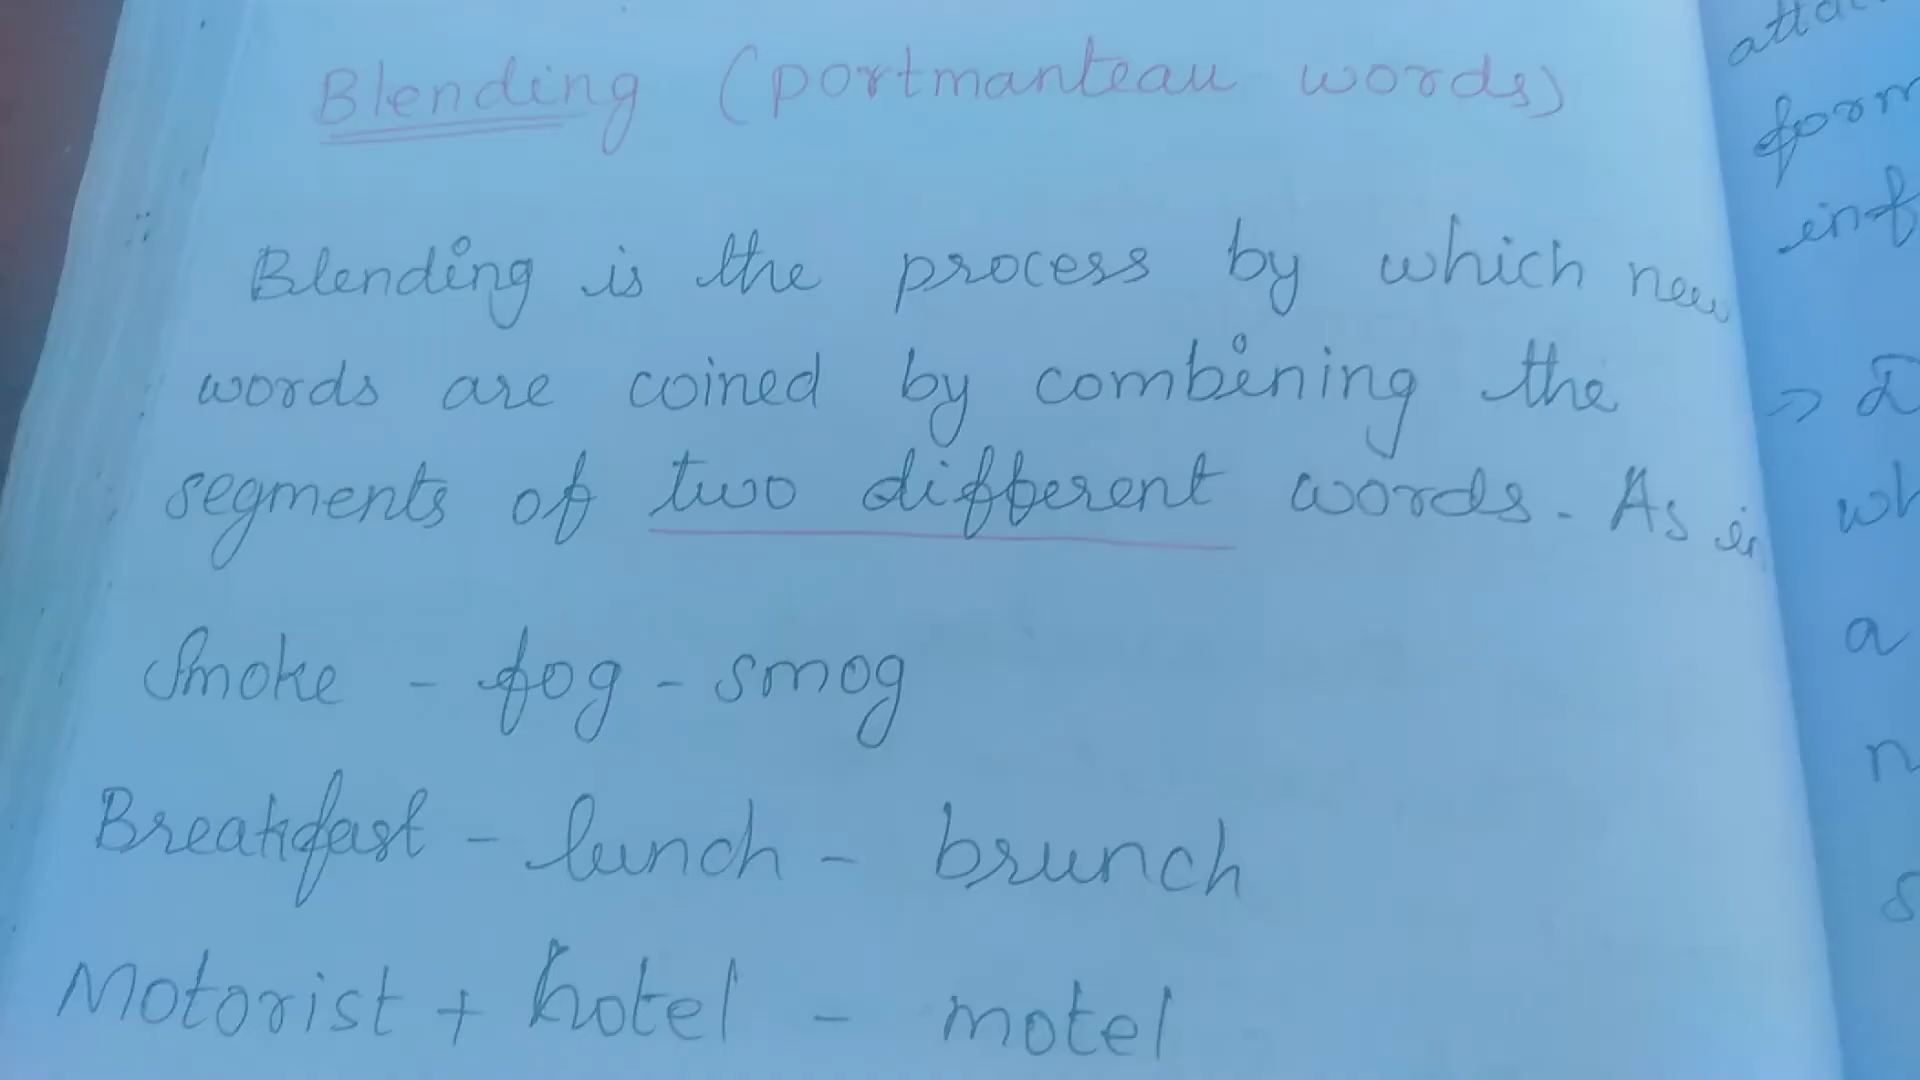 Blending (portmanteau words)
Blending is the process by which new
words are coined by combining the
segments of two different words. As in
Smoke - fog - smog
Breakfast - lunch - brunch
Motorist + hotel - motel
form
a